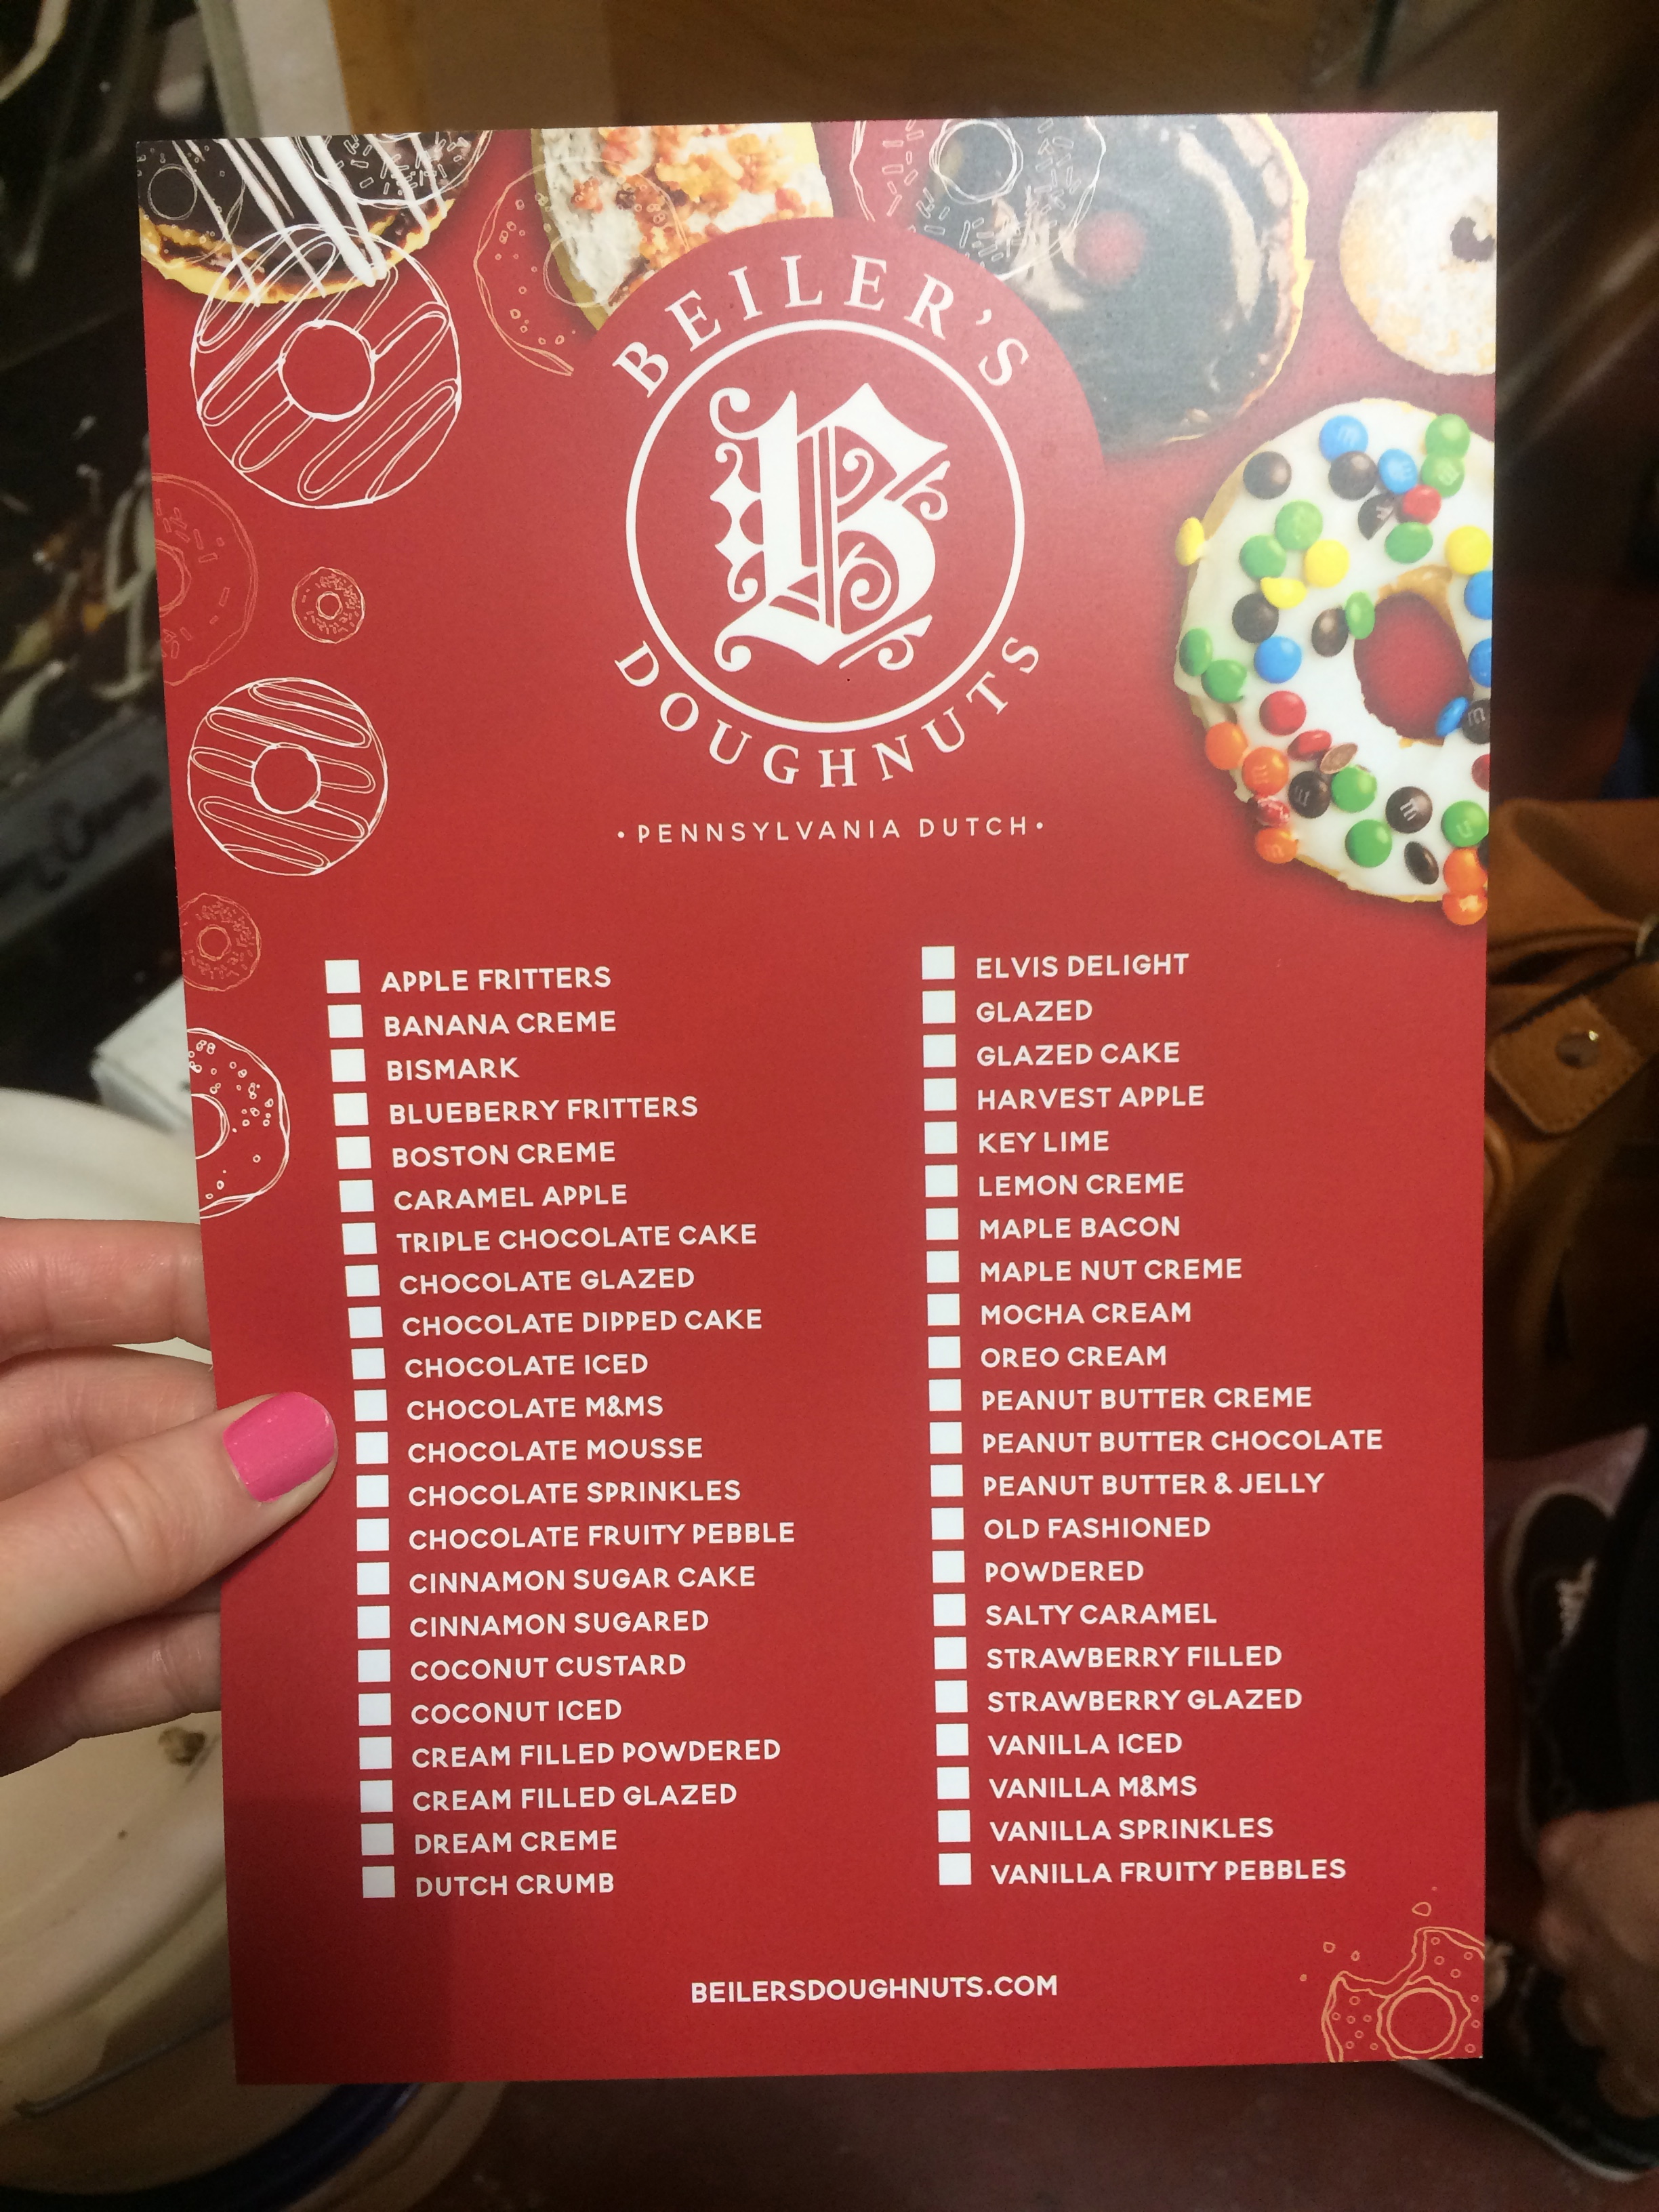 BEILER'S
B
DOUGHNUTS
• PENNSYLVANIA DUTCH •
APPLE FRITTERS
BANANA CREME
BISMARK
BLUEBERRY FRITTERS
BOSTON CREME
CARAMEL APPLE
TRIPLE CHOCOLATE CAKE
CHOCOLATE GLAZED
CHOCOLATE DIPPED CAKE
CHOCOLATE ICED
CHOCOLATE M&MS
CHOCOLATE MOUSSE
CHOCOLATE SPRINKLES
CHOCOLATE FRUITY PEBBLE
CINNAMON SUGAR CAKE
CINNAMON SUGARED
COCONUT CUSTARD
COCONUT ICED
CREAM FILLED POWDERED
CREAM FILLED GLAZED
DREAM CREME
DUTCH CRUMB
ELVIS DELIGHT
GLAZED
GLAZED CAKE
HARVEST APPLE
KEY LIME
LEMON CREME
MAPLE BACON
MAPLE NUT CREME
MOCHA CREAM
OREO CREAM
PEANUT BUTTER CREME
PEANUT BUTTER CHOCOLATE
PEANUT BUTTER & JELLY
OLD FASHIONED
POWDERED
SALTY CARAMEL
STRAWBERRY FILLED
STRAWBERRY GLAZED
VANILLA ICED
VANILLA M&MS
VANILLA SPRINKLES
VANILLA FRUITY PEBBLES
BEILERSDOUGHNUTS.COM